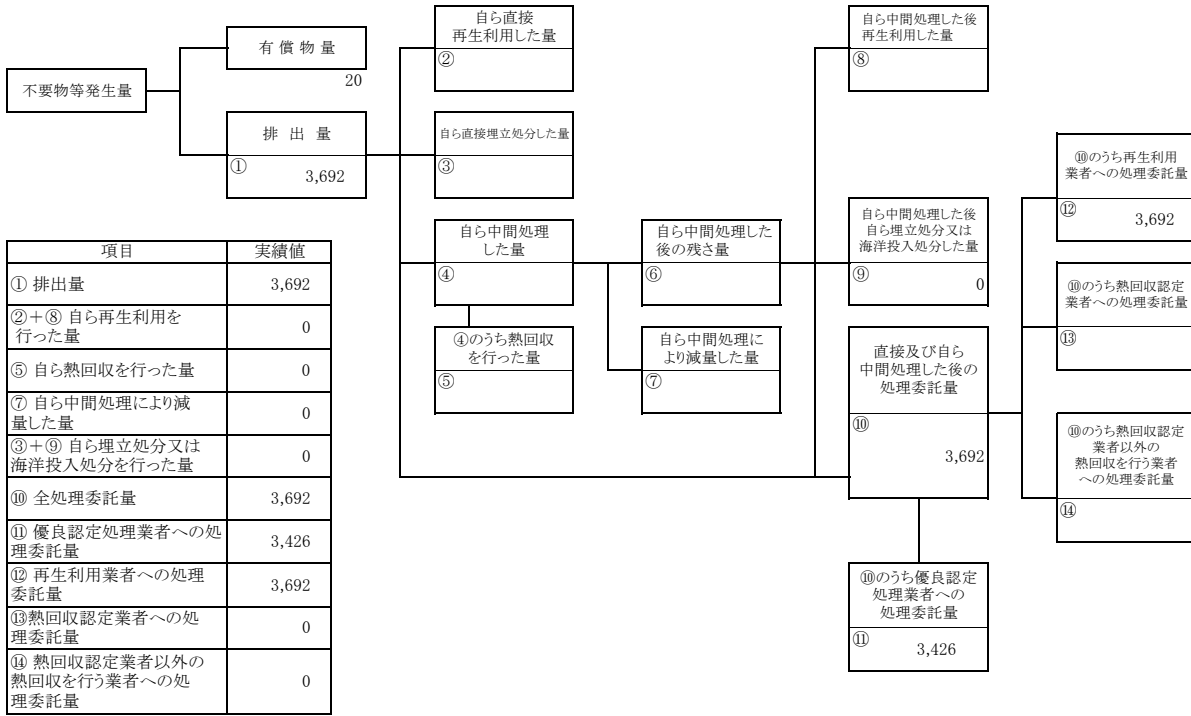 不要物等発生量
有 償 物 量
20
排 出 量
①
3,692
自ら直接
再生利用した量
②
自ら直接埋立処分した量
③
自ら中間処理
した量
④
④のうち熱回収
を行った量
⑤
自ら中間処理した
後の残さ量
⑥
自ら中間処理に
より減量した量
⑦
自ら中間処理した後
再生利用した量
⑧
自ら中間処理した後
自ら埋立処分又は
海洋投入処分した量
⑨
0
直接及び自ら
中間処理した後の
処理委託量
⑩
3,692
⑩のうち優良認定
処理業者への
処理委託量
⑪
3,426
⑩のうち再生利用
業者への処理委託量
⑫
3,692
⑩のうち熱回収認定
業者への処理委託量
⑬
⑩のうち熱回収認定
業者以外の
熱回収を行う業者
への処理委託量
⑭
項目 実績値
① 排出量 3,692
②+⑧ 自ら再生利用を
行った量 0
⑤ 自ら熱回収を行った量 0
⑦ 自ら中間処理により減
量した量 0
③+⑨ 自ら埋立処分又は
海洋投入処分を行った量 0
⑩ 全処理委託量 3,692
⑪ 優良認定処理業者への処
理委託量 3,426
⑫ 再生利用業者への処理
委託量 3,692
⑬熱回収認定業者への処
理委託量 0
⑭ 熱回収認定業者以外の
熱回収を行う業者への処
理委託量 0